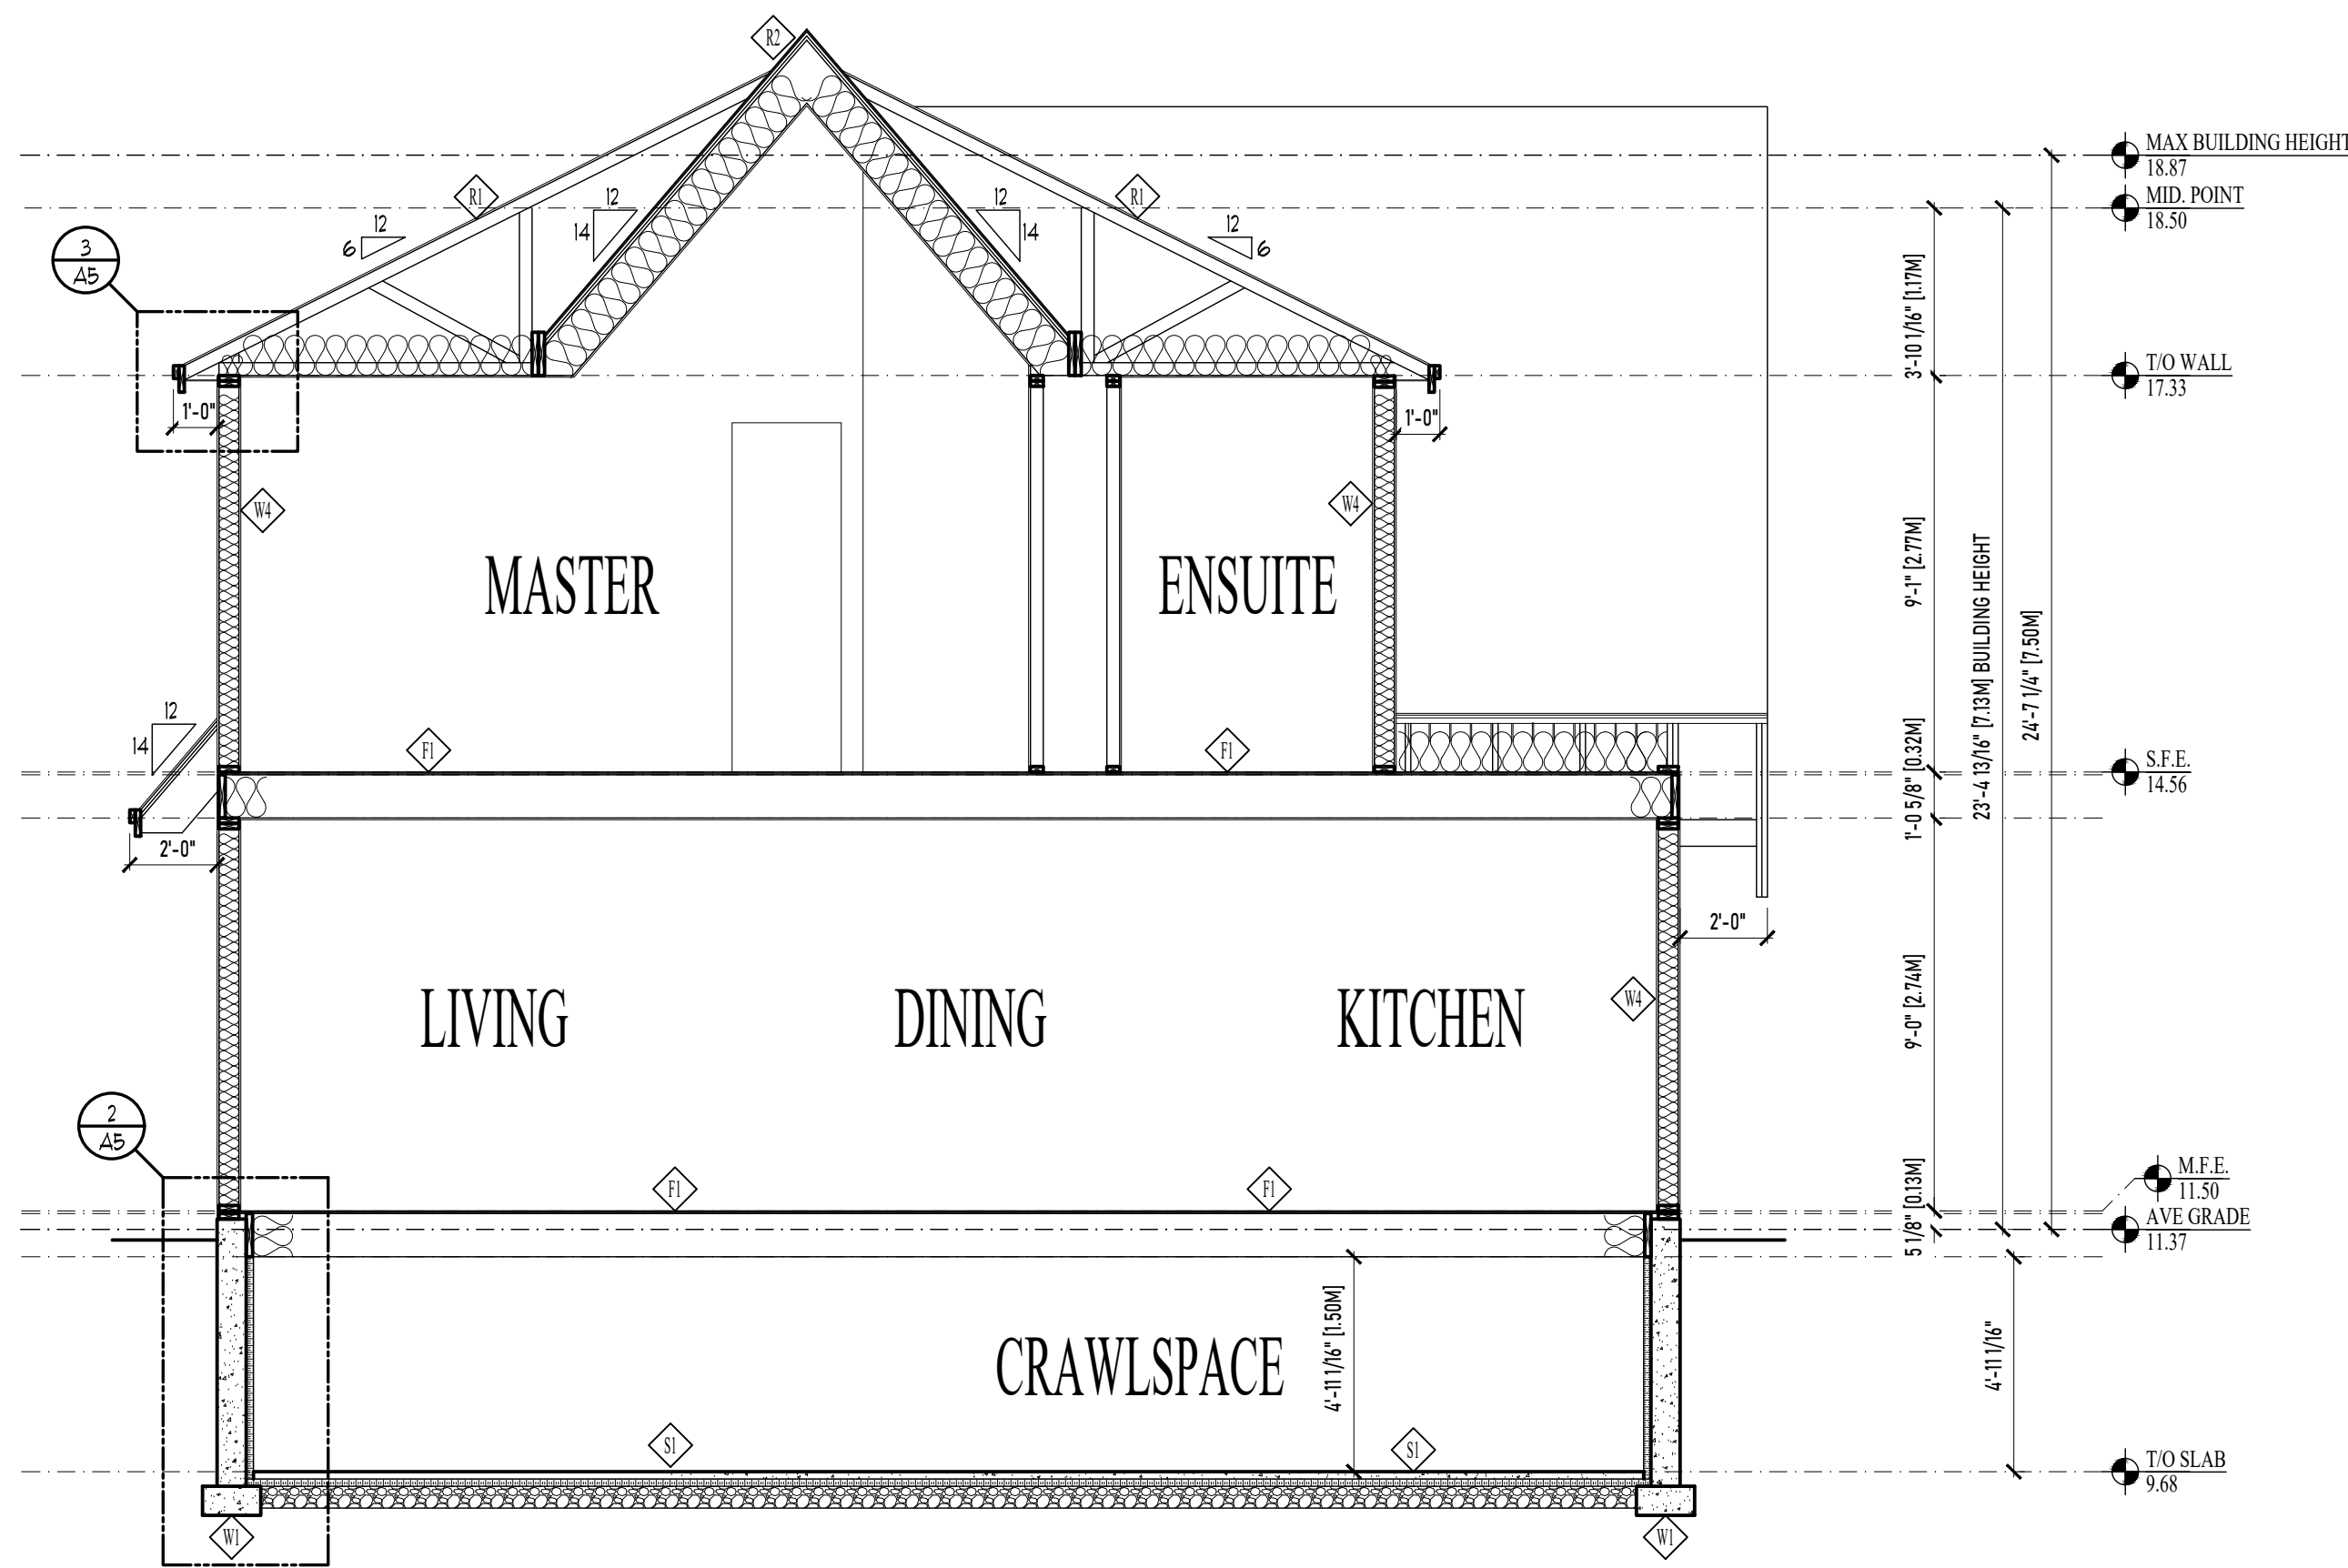 R2
MAX BUILDING HEIGHT
18.87
MID. POINT
18.50
R1
R1
12
14
12
14
12
6
12
6
3
A5
3'-10 1/16" [1.17M]
T/O WALL
17.33
1'-0"
1'-0"
W4
W4
MASTER
ENSUITE
9'-1" [2.77M]
23'-4 13/16" [7.13M] BUILDING HEIGHT
24'-7 1/4" [7.50M]
12
14
F1
F1
1'-0 5/8" [0.32M]
S.F.E.
14.56
2'-0"
2'-0"
LIVING
DINING
KITCHEN
W4
9'-0" [2.74M]
2
A5
F1
F1
5 1/8" [0.13M]
M.F.E.
11.50
AVE GRADE
11.37
CRAWLSPACE
4'-11 1/16" [1.50M]
4'-11 1/16"
S1
S1
T/O SLAB
9.68
W1
W1